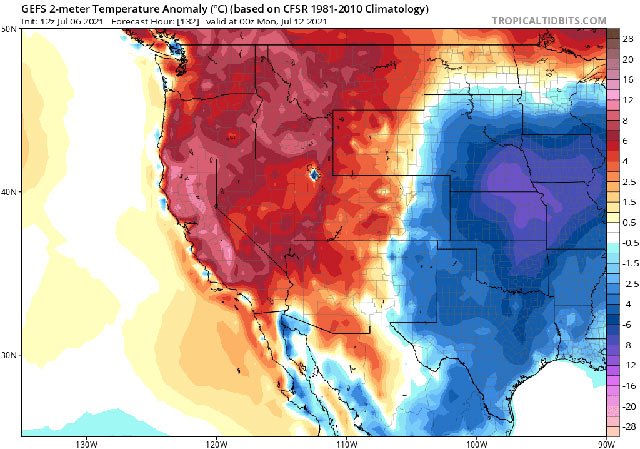 GEFS 2-meter Temperature Anomaly (°C) (based on CFSR 1981-2010 Climatology)
Init: 12z Jul 06 2021 Forecast Hour: [132] valid at 00z Mon, Jul 12 2021
TROPICALTIDBITS.COM
50N
40N
30N
130W
120W
110W
100W
90W
28
20
16
12
8
6
4
2.5
1.5
0.5
-0.5
-1.5
-2.5
-4
-6
-8
-12
-16
-20
-28